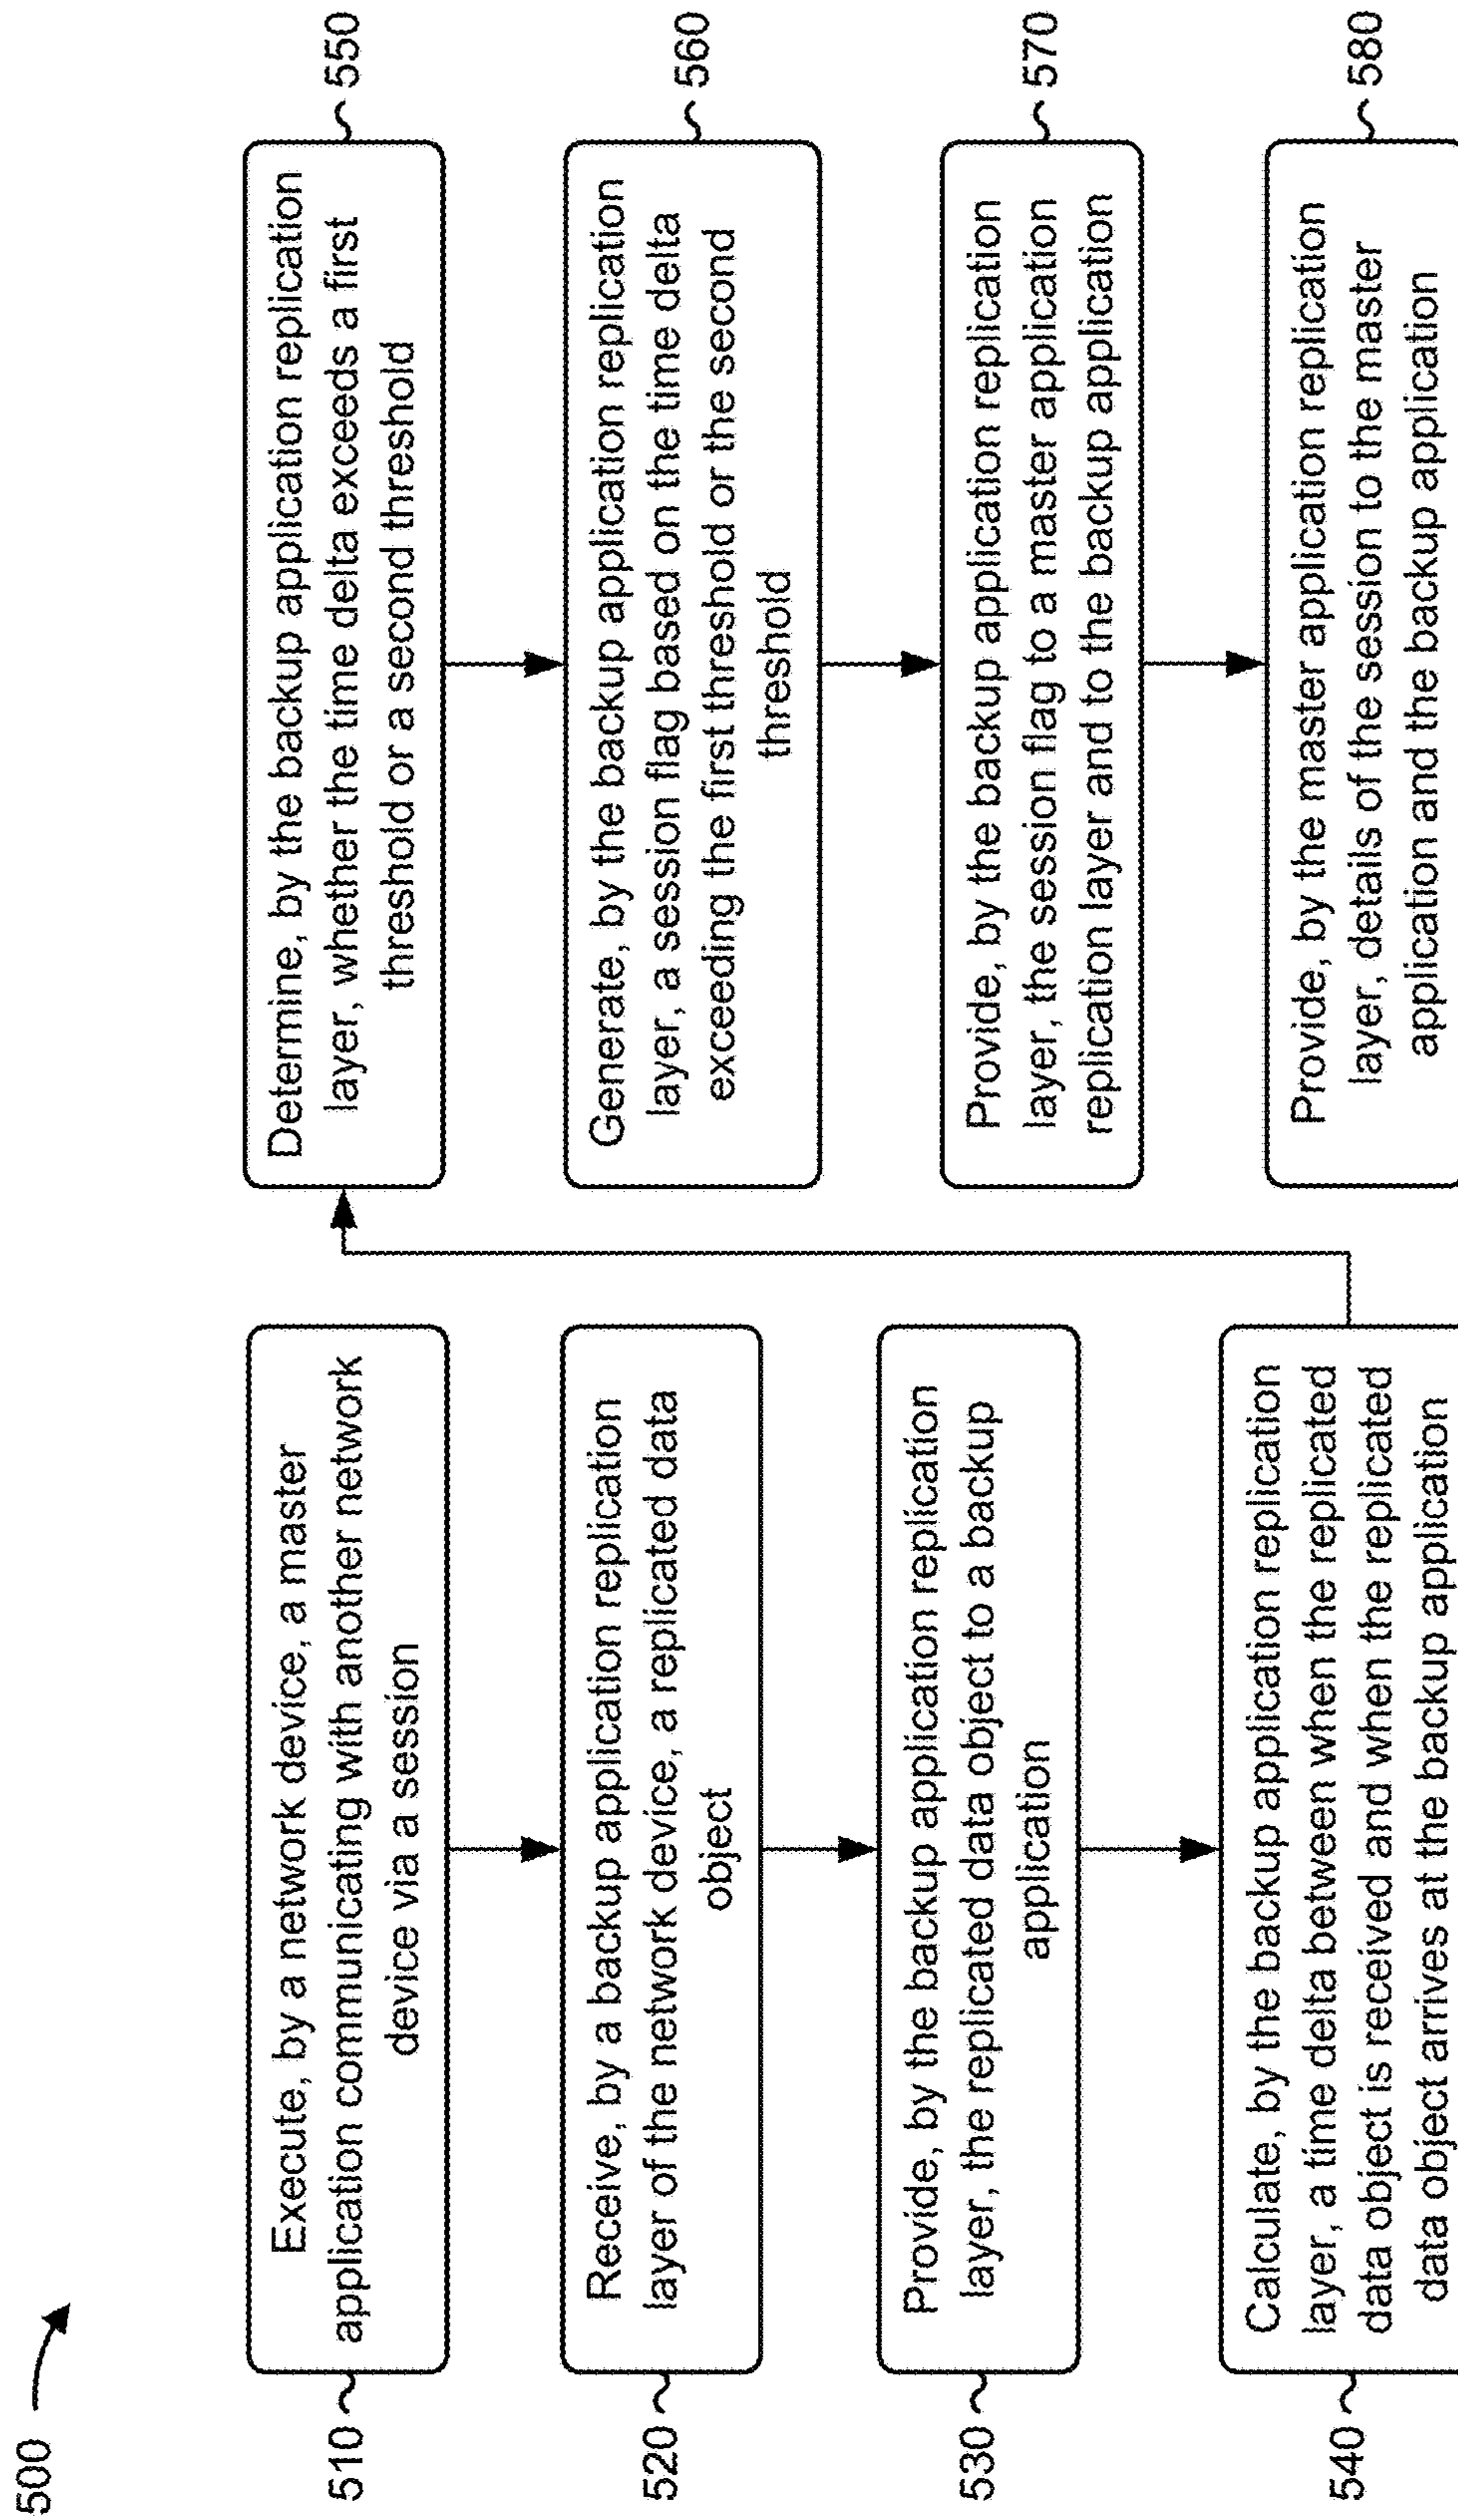 500
510
Execute, by a network device, a master
application communicating with another network
device via a session
520
Receive, by a backup application replication
layer of the network device, a replicated data
object
530
Provide, by the backup application replication
layer, the replicated data object to a backup
application
540
Calculate, by the backup application replication
layer, a time delta between when the replicated
data object is received and when the replicated
data object arrives at the backup application
550
Determine, by the backup application replication
layer, whether the time delta exceeds a first
threshold or a second threshold
560
Generate, by the backup application replication
layer, a session flag based on the time delta
exceeding the first threshold or the second
threshold
570
Provide, by the backup application replication
layer, the session flag to a master application
replication layer and to the backup application
580
Provide, by the master application replication
layer, details of the session to the master
application and the backup application